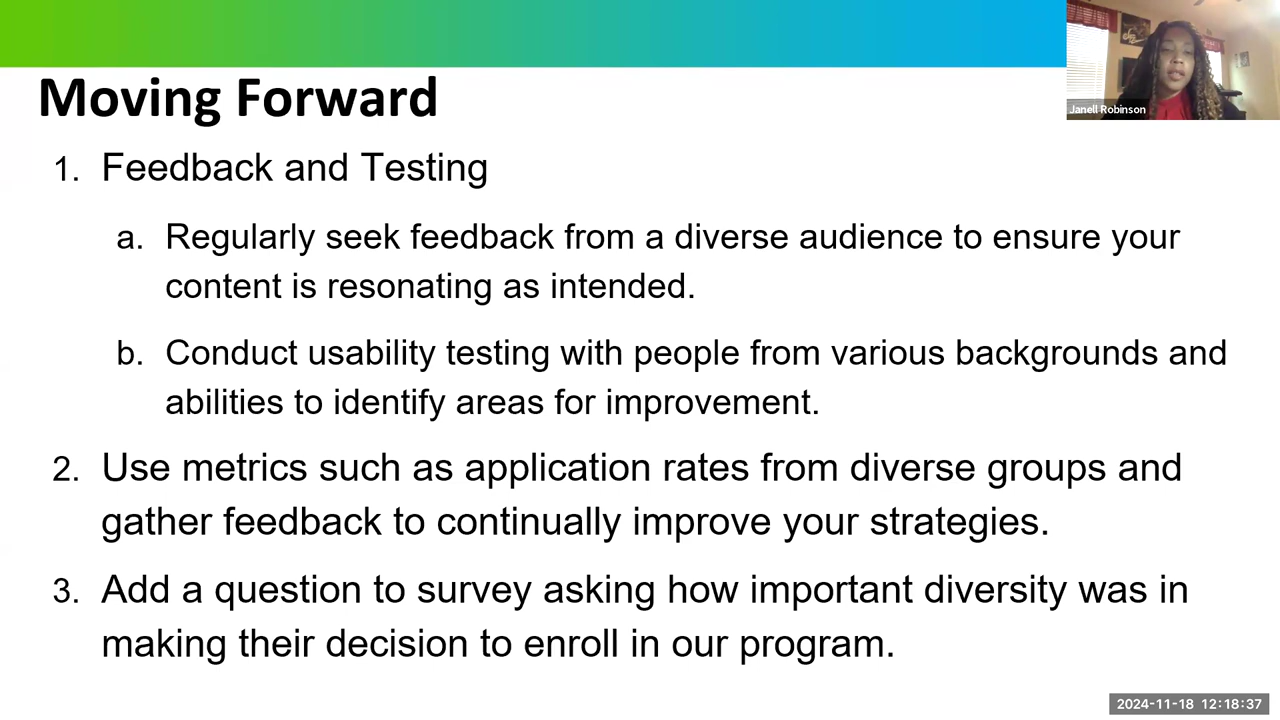 Moving Forward
Janell Robinson
1. Feedback and Testing
a. Regularly seek feedback from a diverse audience to ensure your
content is resonating as intended.
b. Conduct usability testing with people from various backgrounds and
abilities to identify areas for improvement.
2. Use metrics such as application rates from diverse groups and
gather feedback to continually improve your strategies.
3. Add a question to survey asking how important diversity was in
making their decision to enroll in our program.
2024-11-18 12:18:37